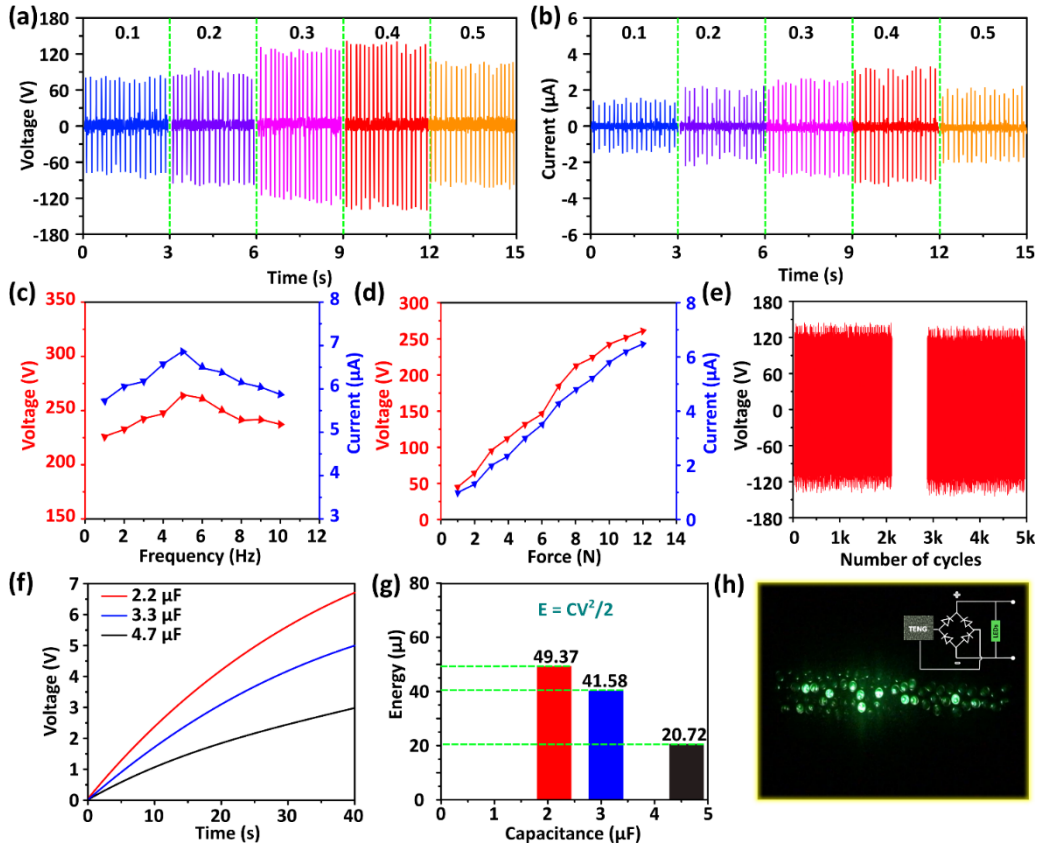 (a)
180
120
60
0
-60
-120
-180
Voltage (V)
0.1
0.2
0.3
0.4
0.5
0 3 6 9 12 15
Time (s)
(b)
6
4
2
0
-2
-4
-6
Current (µA)
0.1
0.2
0.3
0.4
0.5
0 3 6 9 12 15
Time (s)
(c)
350
300
250
200
150
Voltage (V)
8
7
6
5
4
3
Current (µA)
0 2 4 6 8 10 12
Frequency (Hz)
(d)
300
250
200
150
100
50
0
Voltage (V)
8
6
4
2
0
Current (µA)
0 2 4 6 8 10 12 14
Force (N)
(e)
180
120
60
0
-60
-120
-180
Voltage (V)
0 1k 2k 3k 4k 5k
Number of cycles
(f)
7
6
5
4
3
2
1
0
Voltage (V)
2.2 µF
3.3 µF
4.7 µF
0 10 20 30 40
Time (s)
(g)
80
60
40
20
0
Energy (µJ)
E = CV²/2
49.37
41.58
20.72
0 1 2 3 4 5
Capacitance (µF)
(h)
+
TENG
LEDs
-